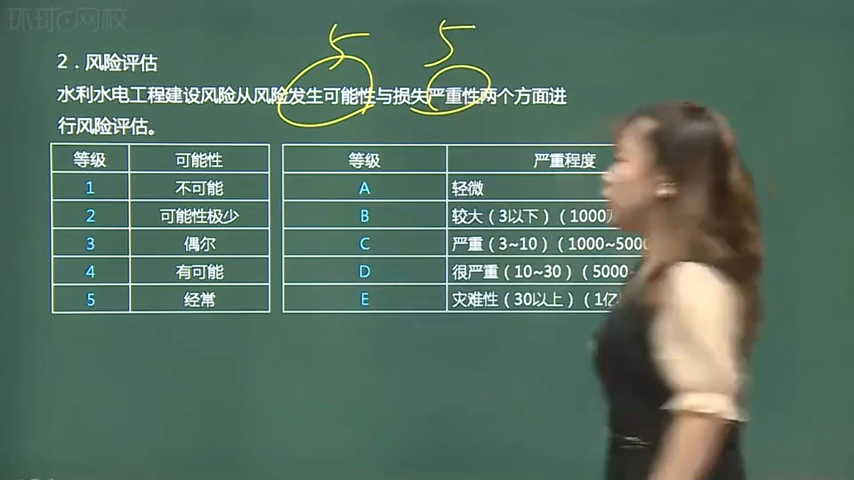 环球网校
5 5
2．风险评估
水利水电工程建设风险从风险发生可能性与损失严重性两个方面进
行风险评估。
等级 可能性
1 不可能
2 可能性极少
3 偶尔
4 有可能
5 经常
等级 严重程度
A 轻微
B 较大（3以下）（1000
C 严重（3~10）（1000~5000
D 很严重（10~30）（5000
E 灾难性（30以上）（1亿